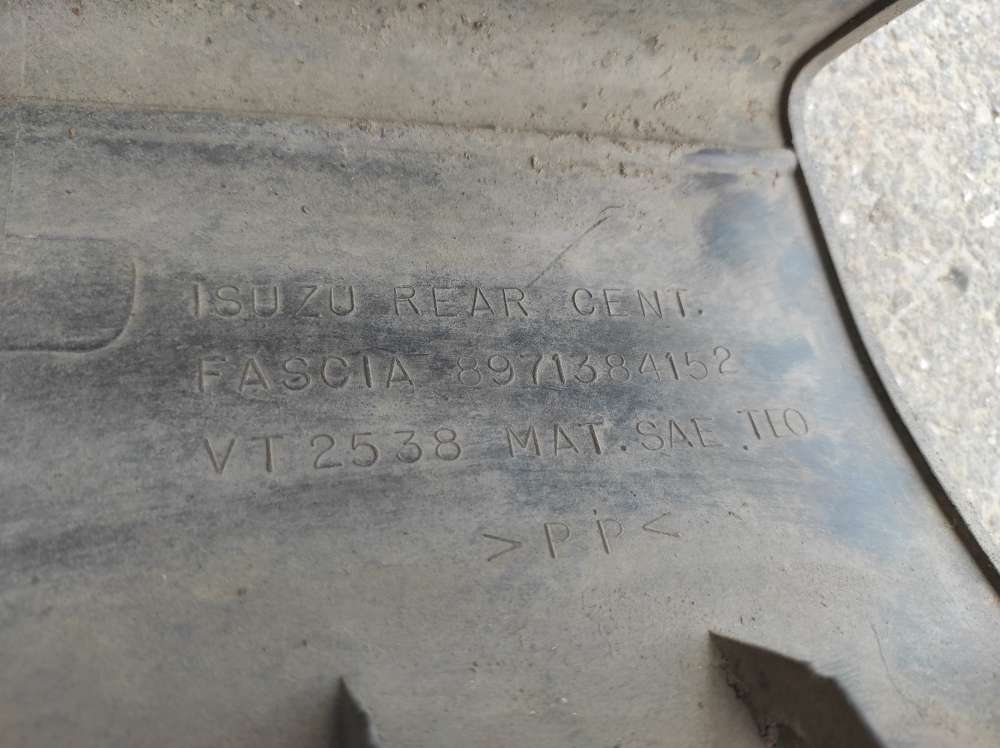 ISUZU REAR CENT.
FASCIA 8971384152
VT 2538 MAT. SAE TEO
>PP<